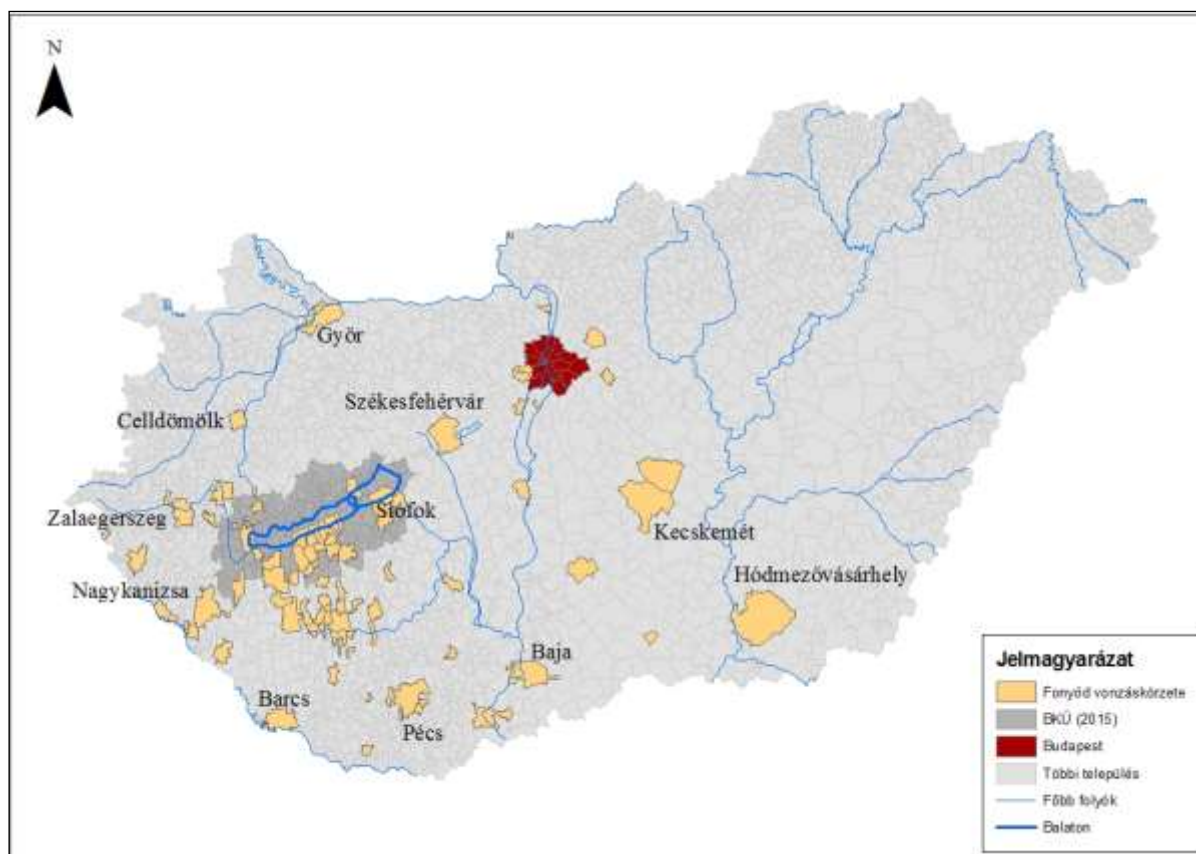 N
Győr
Székesfehérvár
Celldömölk
Siófok
Zalaegerszeg
Kecskemét
Nagykanizsa
Hódmezővásárhely
Baja
Barcs
Pécs
Jelmagyarázat
Fonyód vonzáskörzete
BKÜ (2015)
Budapest
Többi település
Főbb folyók
Balaton